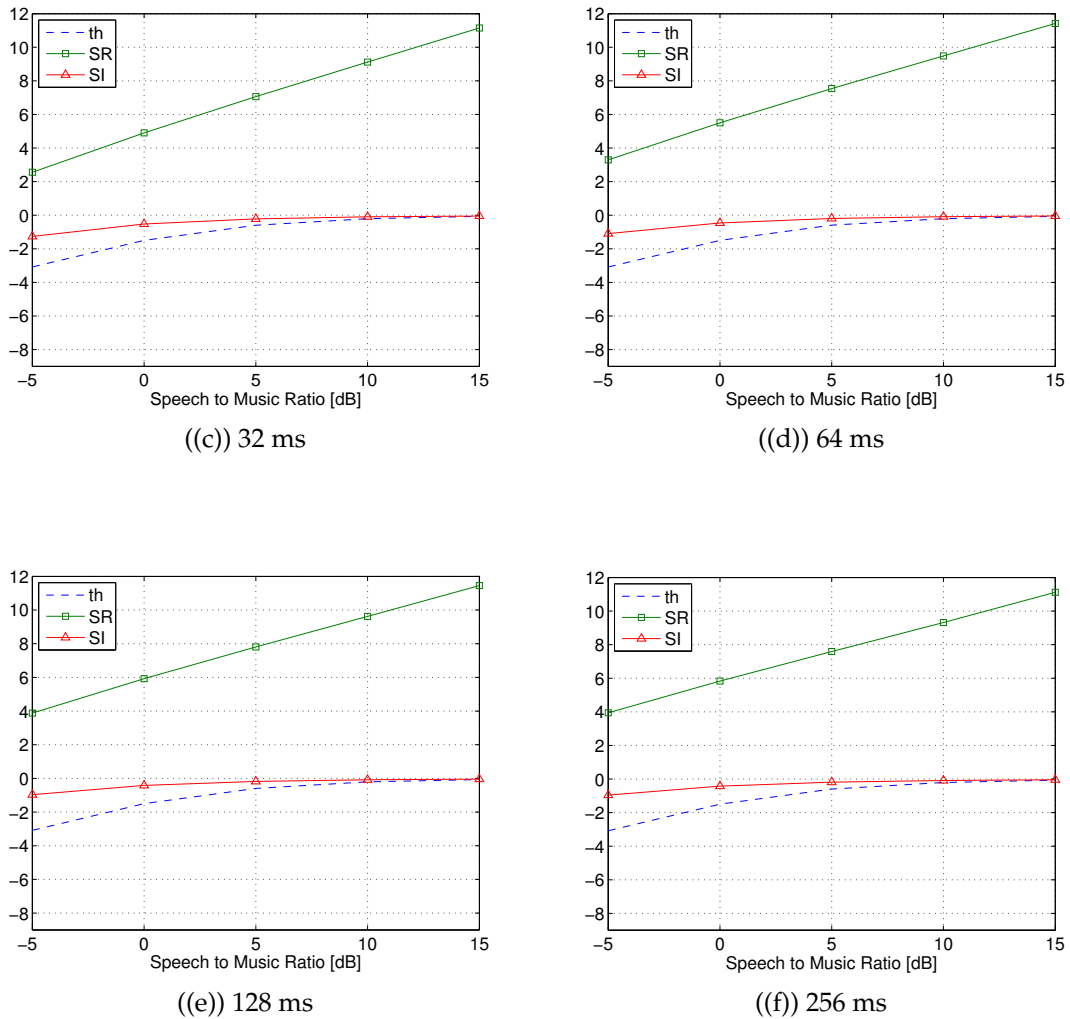 12
10
8
6
4
2
0
−2
−4
−6
−8
−5 0 5 10 15
th
SR
SI
Speech to Music Ratio [dB]
((c)) 32 ms
12
10
8
6
4
2
0
−2
−4
−6
−8
−5 0 5 10 15
th
SR
SI
Speech to Music Ratio [dB]
((d)) 64 ms
12
10
8
6
4
2
0
−2
−4
−6
−8
−5 0 5 10 15
th
SR
SI
Speech to Music Ratio [dB]
((e)) 128 ms
12
10
8
6
4
2
0
−2
−4
−6
−8
−5 0 5 10 15
th
SR
SI
Speech to Music Ratio [dB]
((f)) 256 ms